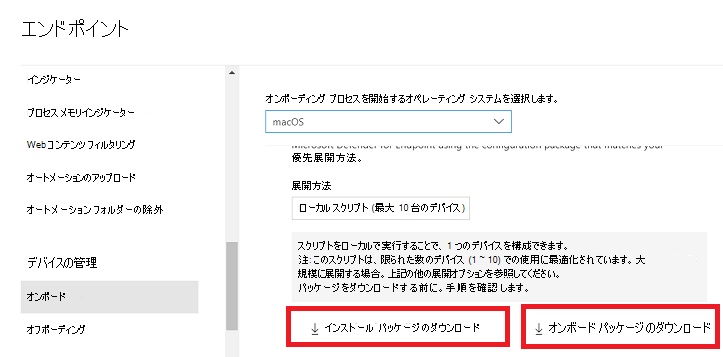 エンドポイント
インジケーター
プロセス メモリインジケーター
Web コンテンツ フィルタリング
オートメーションのアップロード
オートメーション フォルダーの除外
デバイスの管理
オンボード
オフボーディング
オンボーディング プロセスを開始するオペレーティング システムを選択します。
macOS
Microsoft Defender for Endpoint using the configuration package that matches your
優先展開方法。
展開方法
ローカル スクリプト (最大 10 台のデバイス)
スクリプトをローカルで実行することで、1 つのデバイスを構成できます。
注: このスクリプトは、限られた数のデバイス (1 ~ 10) での使用に最適化されています。大
規模に展開する場合。上記の他の展開オプションを参照してください。
パッケージをダウンロードする前に。手順を確認します。
インストール パッケージのダウンロード
オンボード パッケージのダウンロード